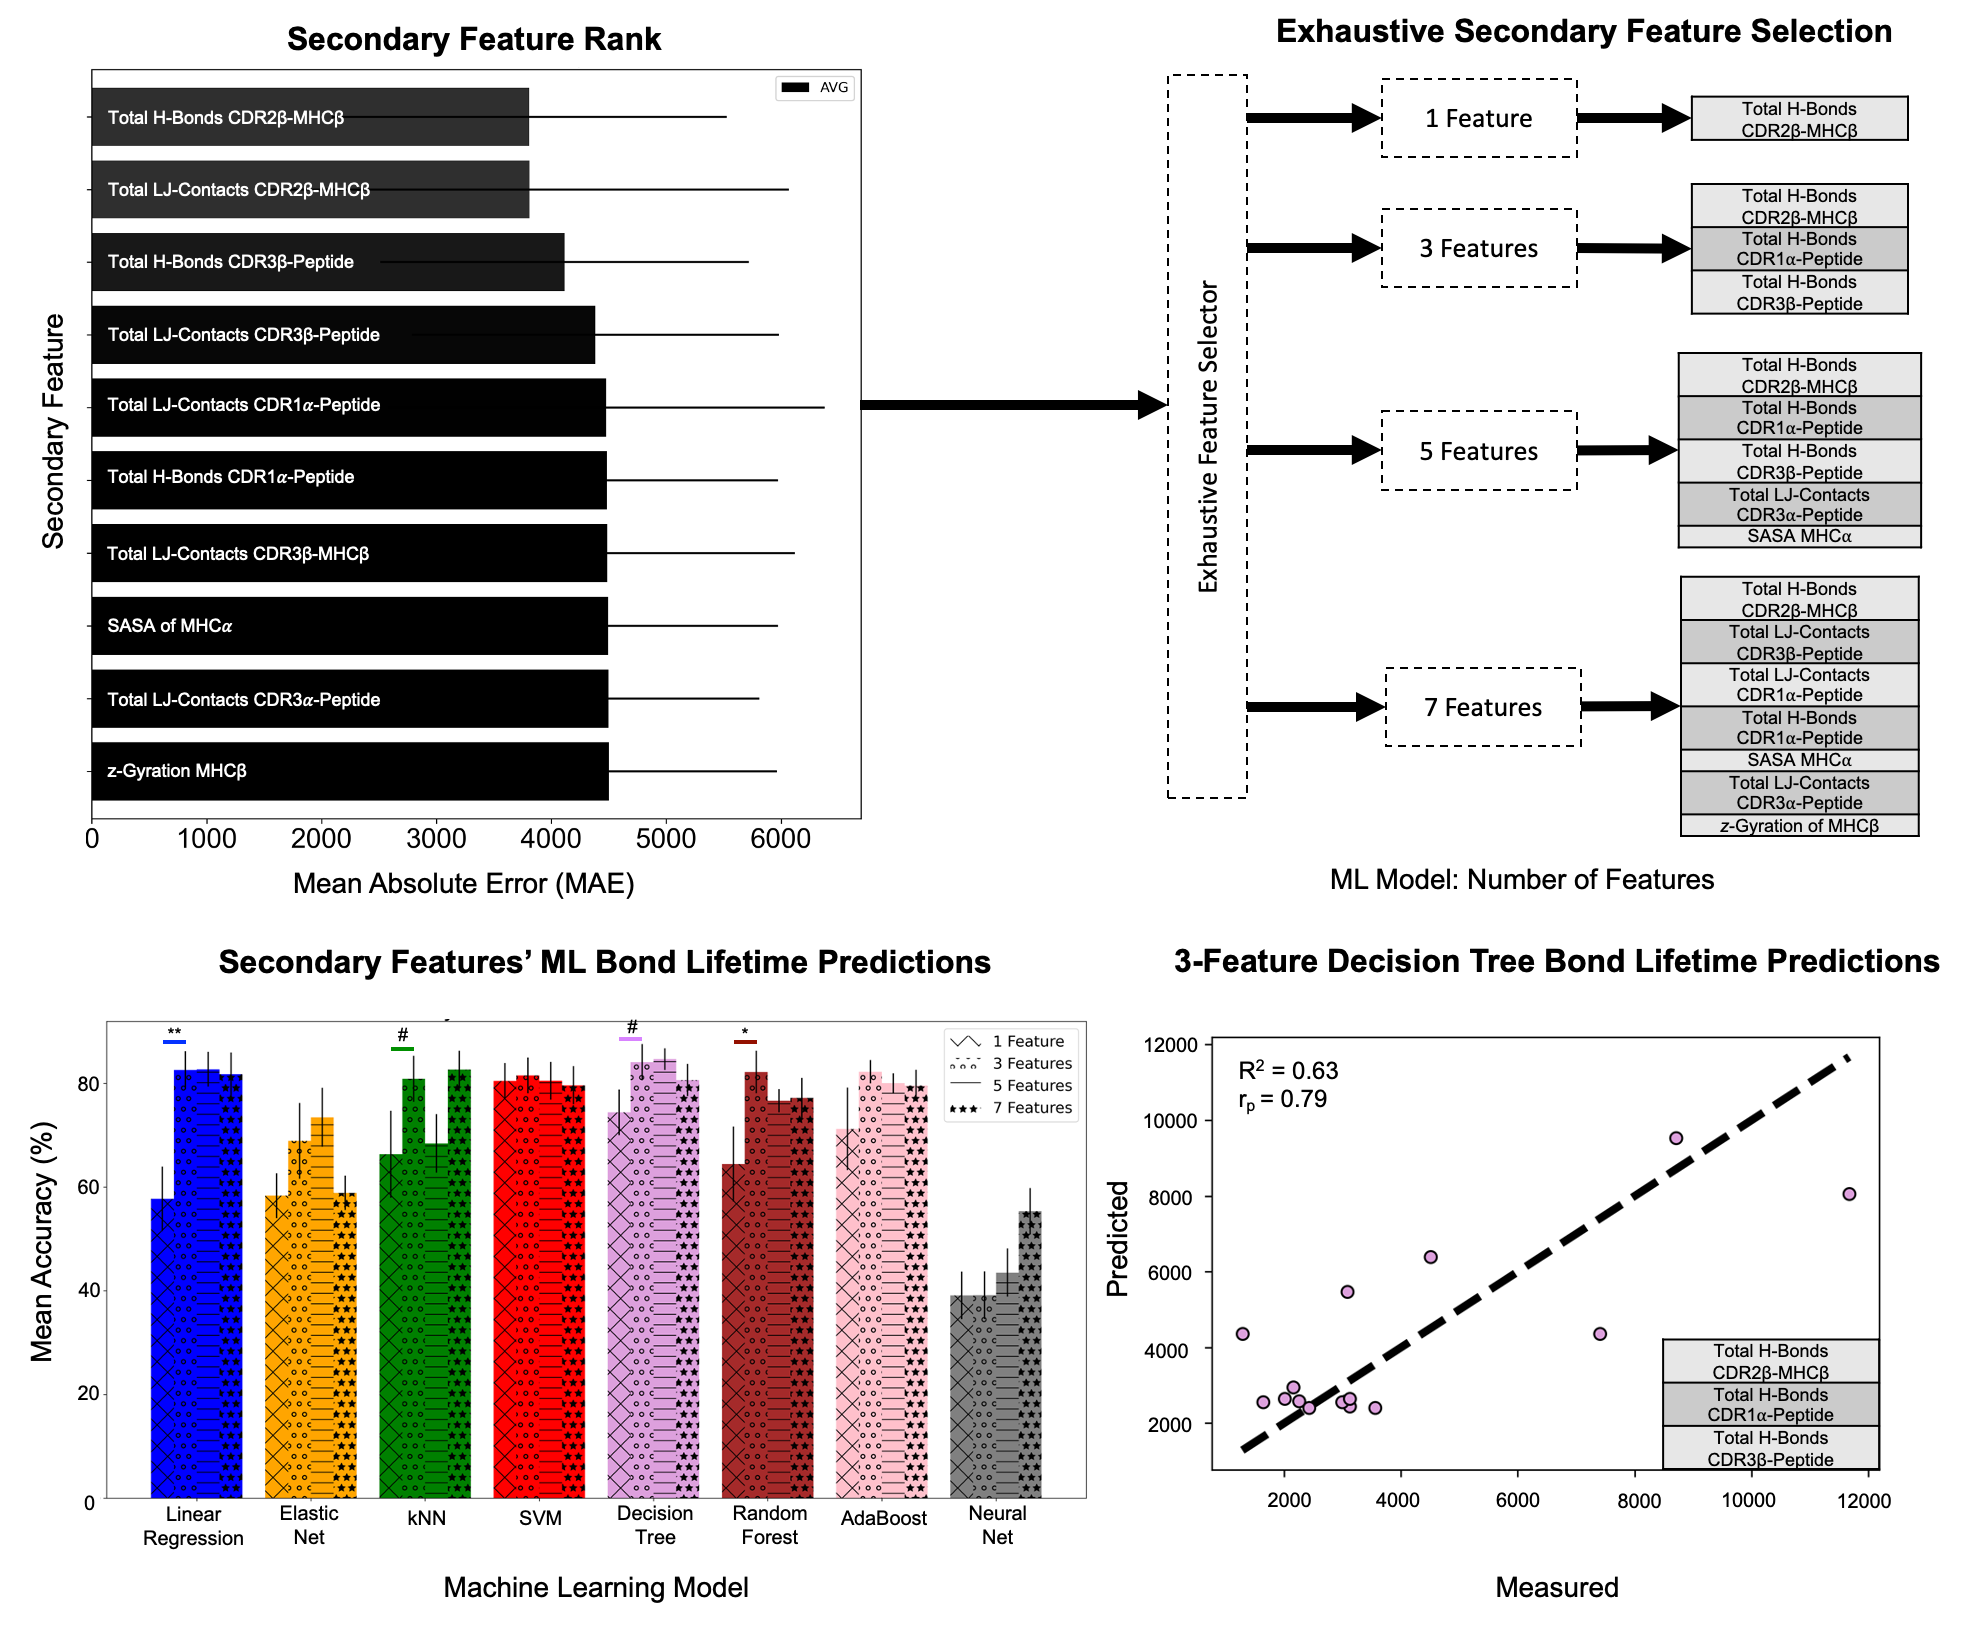 Secondary Feature Rank
AVG
Total H-Bonds CDR2β-MHCβ
Total LJ-Contacts CDR2β-MHCβ
Total H-Bonds CDR3β-Peptide
Total LJ-Contacts CDR3β-Peptide
Total LJ-Contacts CDR1α-Peptide
Total H-Bonds CDR1α-Peptide
Total LJ-Contacts CDR3β-MHCβ
SASA of MHCα
Total LJ-Contacts CDR3α-Peptide
z-Gyration MHCβ
Secondary Feature
0 1000 2000 3000 4000 5000 6000
Mean Absolute Error (MAE)
Exhaustive Secondary Feature Selection
Exhaustive Feature Selector
1 Feature
Total H-Bonds
CDR2β-MHCβ
3 Features
Total H-Bonds
CDR2β-MHCβ
Total H-Bonds
CDR1α-Peptide
Total H-Bonds
CDR3β-Peptide
5 Features
Total H-Bonds
CDR2β-MHCβ
Total H-Bonds
CDR1α-Peptide
Total H-Bonds
CDR3β-Peptide
Total LJ-Contacts
CDR3α-Peptide
SASA MHCα
7 Features
Total H-Bonds
CDR2β-MHCβ
Total LJ-Contacts
CDR3β-Peptide
Total LJ-Contacts
CDR1α-Peptide
Total H-Bonds
CDR1α-Peptide
SASA MHCα
Total LJ-Contacts
CDR3α-Peptide
z-Gyration of MHCβ
ML Model: Number of Features
Secondary Features’ ML Bond Lifetime Predictions
** # # *
1 Feature
3 Features
5 Features
7 Features
Mean Accuracy (%)
80
60
40
20
0
Linear
Regression
Elastic
Net
kNN
SVM
Decision
Tree
Random
Forest
AdaBoost
Neural
Net
Machine Learning Model
3-Feature Decision Tree Bond Lifetime Predictions
R² = 0.63
rₚ = 0.79
Predicted
12000
10000
8000
6000
4000
2000
Total H-Bonds
CDR2β-MHCβ
Total H-Bonds
CDR1α-Peptide
Total H-Bonds
CDR3β-Peptide
2000 4000 6000 8000 10000 12000
Measured